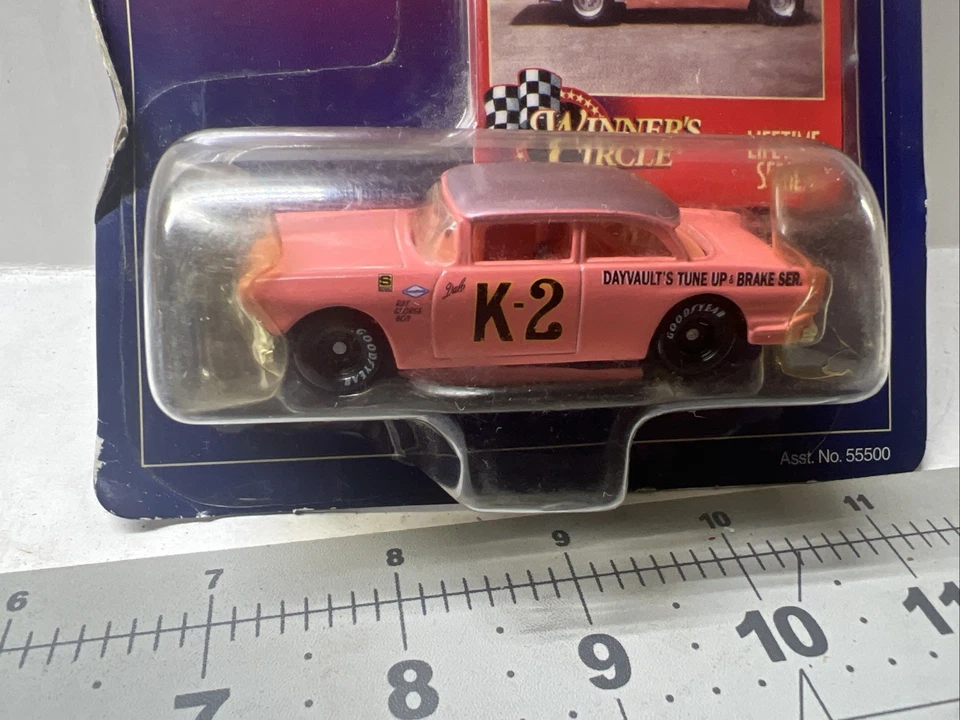 WINNER'S
CIRCLE
LIFETIME
SERIES
DAYVAULT'S TUNE UP & BRAKE SER.
S
K-2
GOODYEAR
GOODYEAR
Asst. No. 55500
6
7
8
9
10
11
7
8
9
10
11